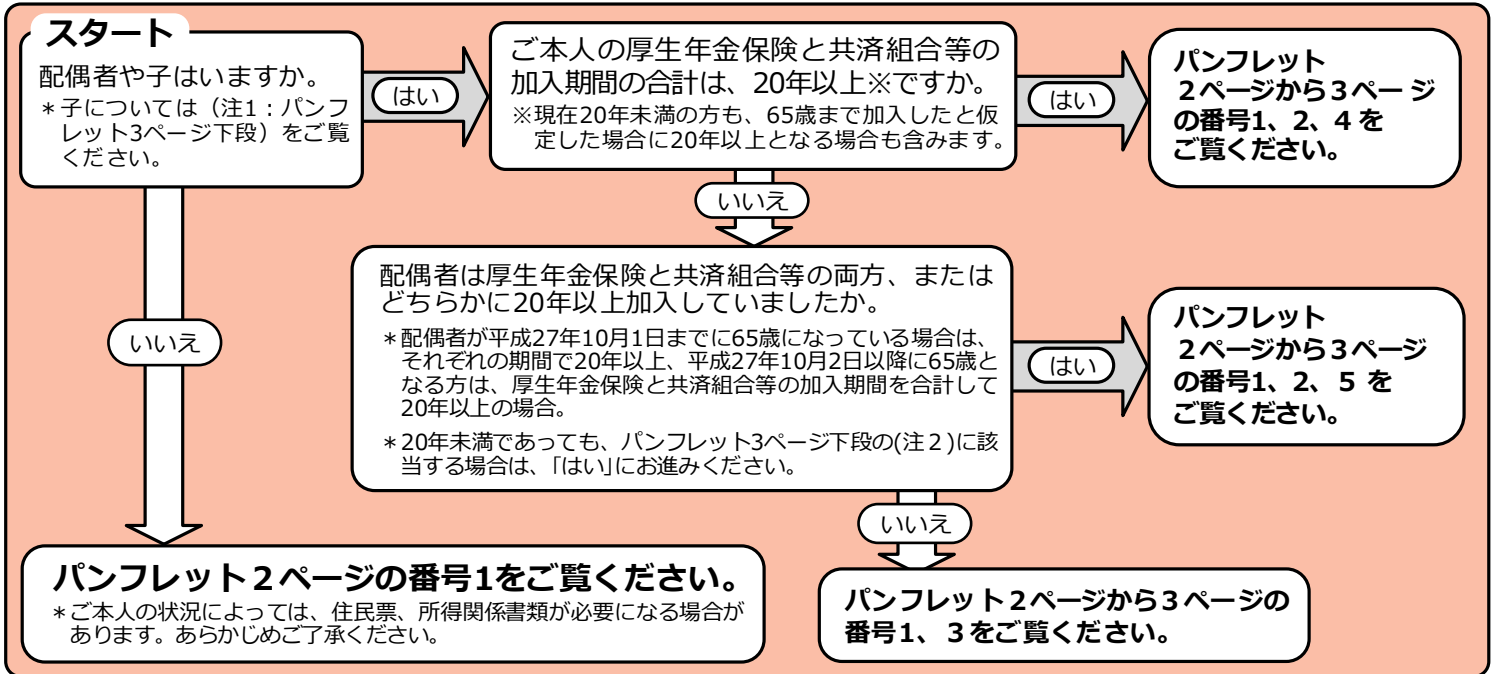 スタート
配偶者や子はいますか。
＊子については（注1：パンフ
レット3ページ下段）をご覧
ください。
はい
ご本人の厚生年金保険と共済組合等の
加入期間の合計は、20年以上※ですか。
※現在20年未満の方も、65歳まで加入したと仮
定した場合に20年以上となる場合も含みます。
はい
パンフレット
２ページから３ペー ジ
の番号1、2、4 を
ご覧ください。
いいえ
配偶者は厚生年金保険と共済組合等の両方、または
どちらかに20年以上加入していましたか。
＊配偶者が平成27年10月1日までに65歳になっている場合は、
それぞれの期間で20年以上、平成27年10月2日以降に65歳と
なる方は、厚生年金保険と共済組合等の加入期間を合計して
20年以上の場合。
＊20年未満であっても、パンフレット3ページ下段の(注２)に該
当する場合は、「はい」にお進みください。
はい
パンフレット
２ページから３ページ
の番号1、2、５ を
ご覧ください。
いいえ
いいえ
パンフレット２ページの番号1をご覧ください。
＊ご本人の状況によっては、住民票、所得関係書類が必要になる場合が
あります。あらかじめご了承ください。
パンフレット２ページから３ページの
番号1、３をご覧ください。